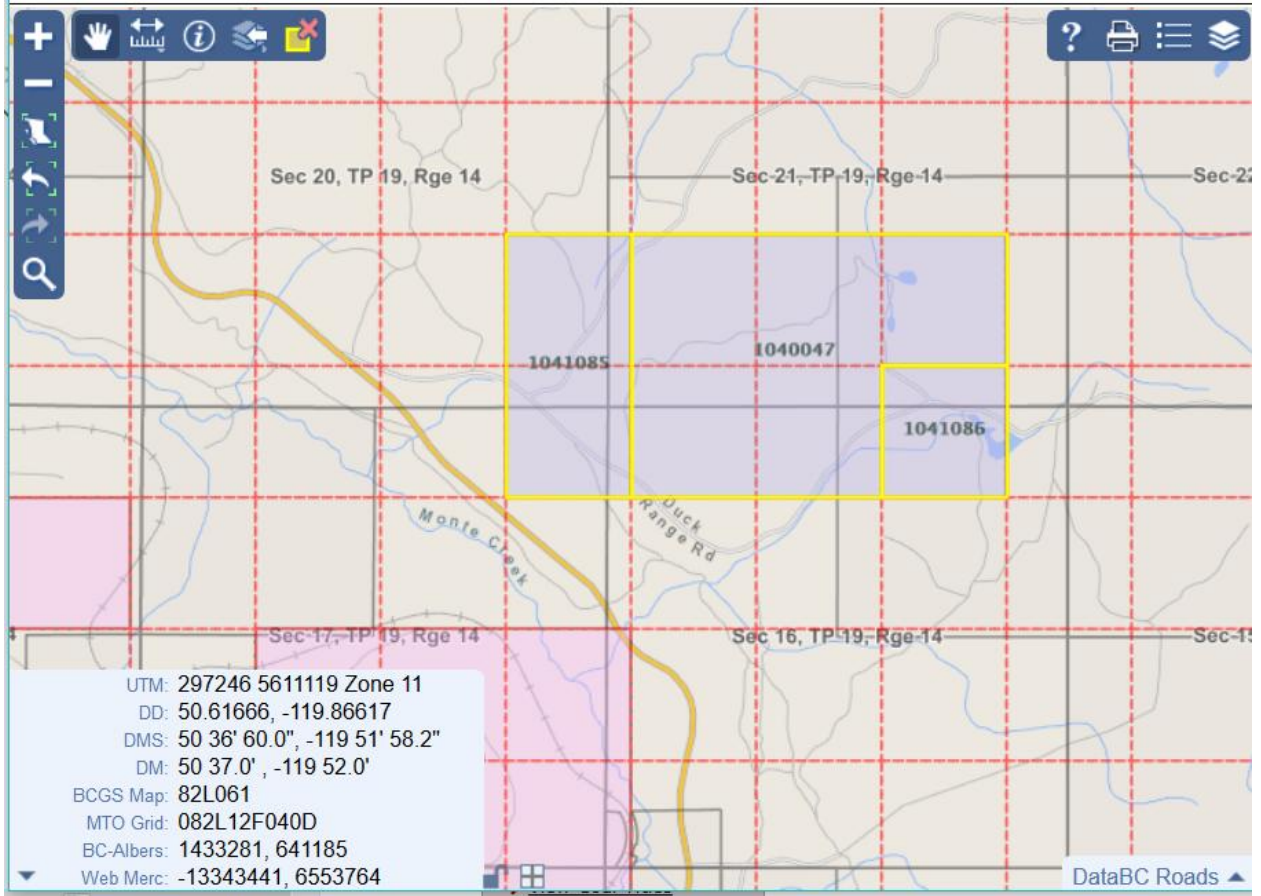 ?
Sec 20, TP 19, Rge 14
Sec 21, TP 19, Rge 14
Sec 22
1041085
1040047
1041086
Duck
Range Rd
Monte Creek
4
Sec 17, TP 19, Rge 14
Sec 16, TP 19, Rge 14
Sec 15
UTM: 297246 5611119 Zone 11
DD: 50.61666, -119.86617
DMS: 50 36' 60.0", -119 51' 58.2"
DM: 50 37.0' , -119 52.0'
BCGS Map: 82L061
MTO Grid: 082L12F040D
BC-Albers: 1433281, 641185
Web Merc: -13343441, 6553764
DataBC Roads